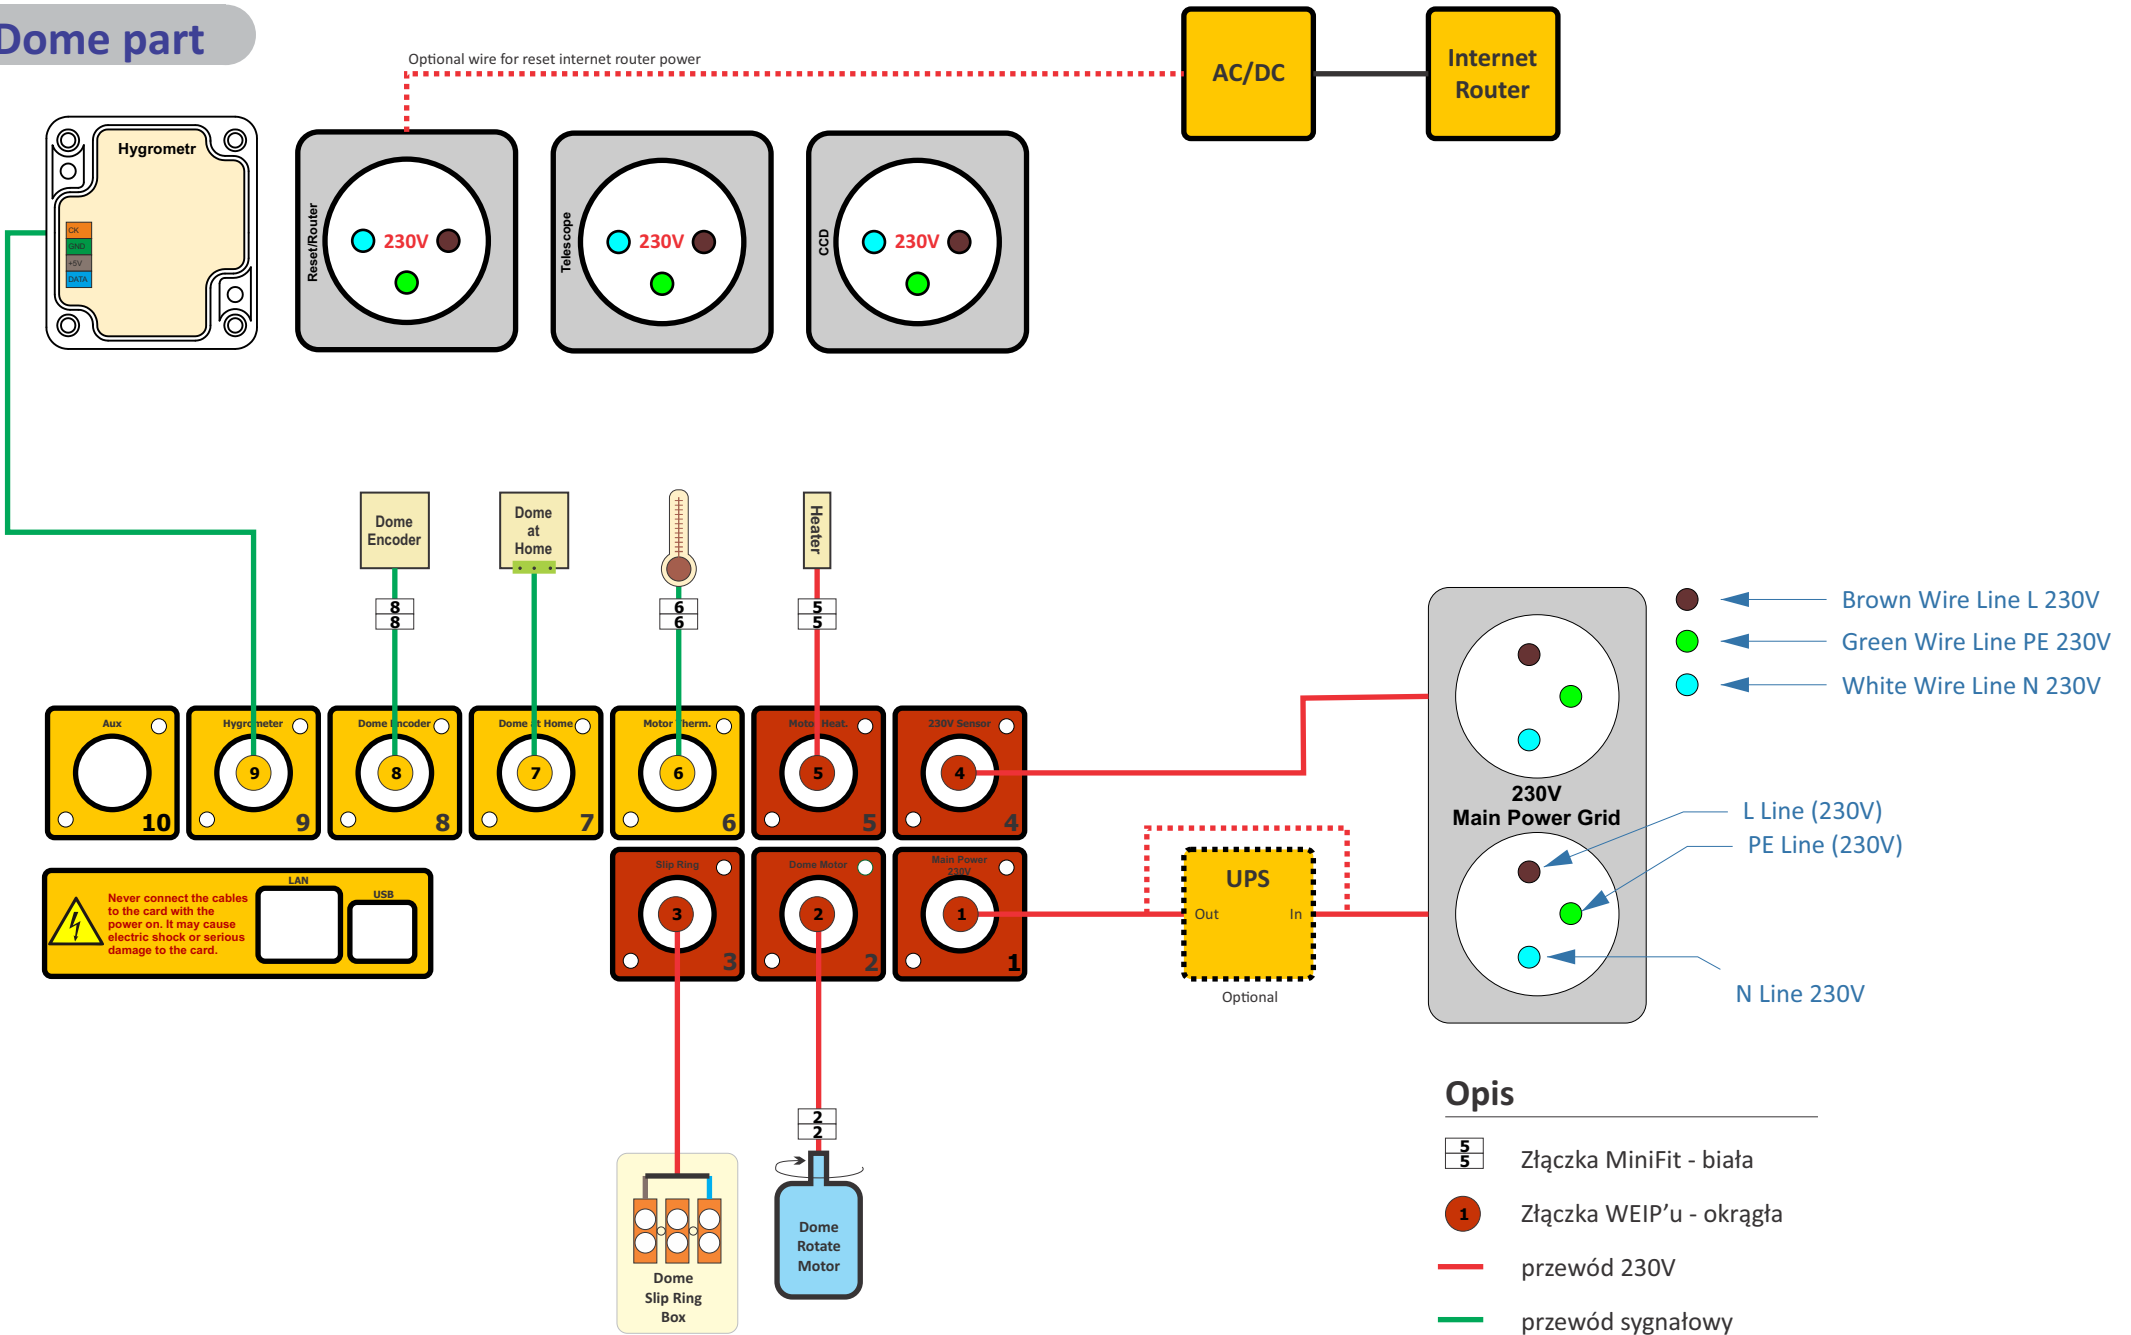 Dome part
Optional wire for reset internet router power
AC/DC
Internet
Router
Hygrometr
CK
GND
+5V
DATA
Reset/Router
230V
Telescope
230V
CCD
230V
Dome
Encoder
Dome
at
Home
Heater
8
8
6
6
5
5
Aux
10
Hygrometer
9
9
Dome Encoder
8
8
Dome at Home
7
7
Motor Therm.
6
6
Motor Heat.
5
5
230V Sensor
4
4
Never connect the cables
to the card with the
power on. It may cause
electric shock or serious
damage to the card.
LAN
USB
Slip Ring
3
3
Dome Motor
2
2
Main Power
230V
1
1
UPS
Out
In
Optional
230V
Main Power Grid
Brown Wire Line L 230V
Green Wire Line PE 230V
White Wire Line N 230V
L Line (230V)
PE Line (230V)
N Line 230V
2
2
Dome
Slip Ring
Box
Dome
Rotate
Motor
Opis
5
5
Złączka MiniFit - biała
1
Złączka WEIP'u - okrągła
przewód 230V
przewód sygnałowy